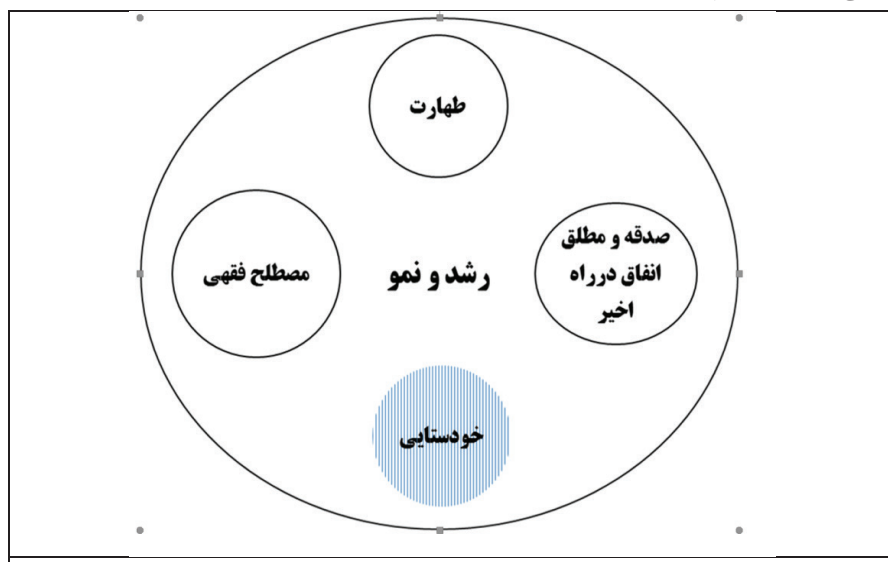 طهارت
صدقه و مطلق
انفاق درراه
اخیر
رشد و نمو
مصطلح فقهی
خودستایی